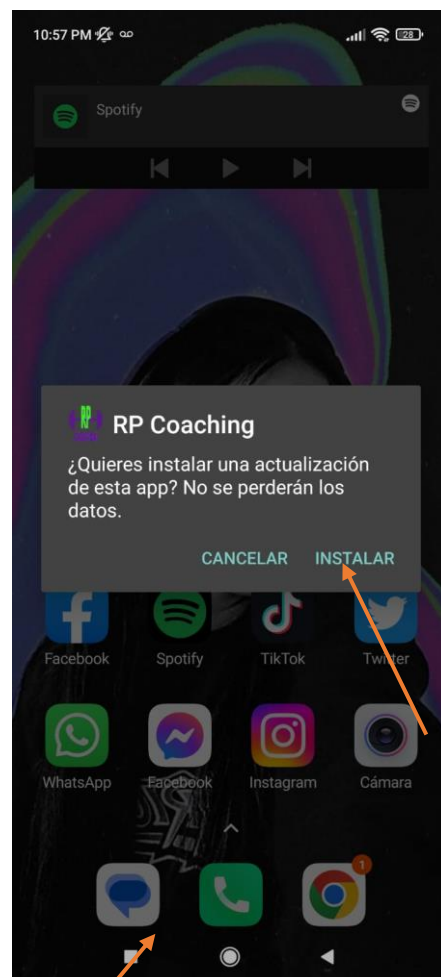 10:57 PM
28
Spotify
RP
RP Coaching
¿Quieres instalar una actualización
de esta app? No se perderán los
datos.
CANCELAR INSTALAR
Facebook Spotify TikTok Twitter
WhatsApp Facebook Instagram Cámara
1